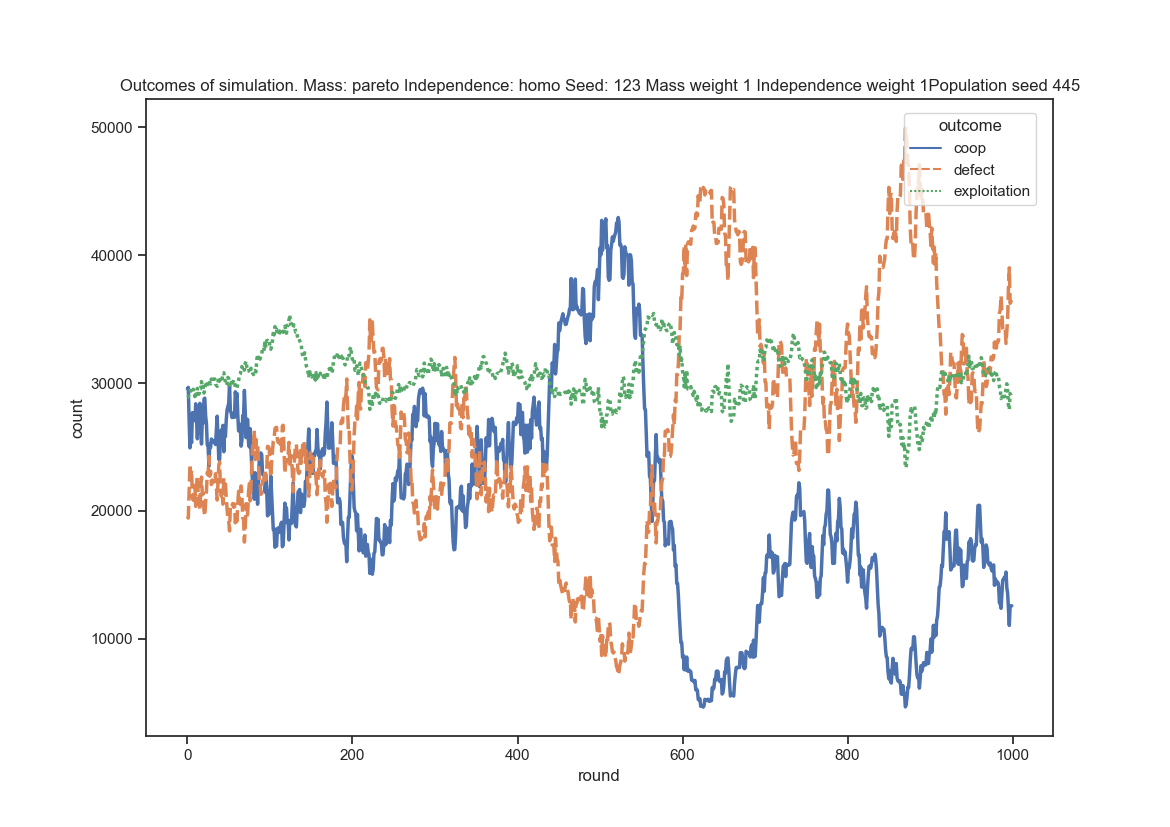 Outcomes of simulation. Mass: pareto Independence: homo Seed: 123 Mass weight 1 Independence weight 1Population seed 445
50000
40000
30000
20000
10000
count
outcome
coop
defect
exploitation
0
200
400
600
800
1000
round